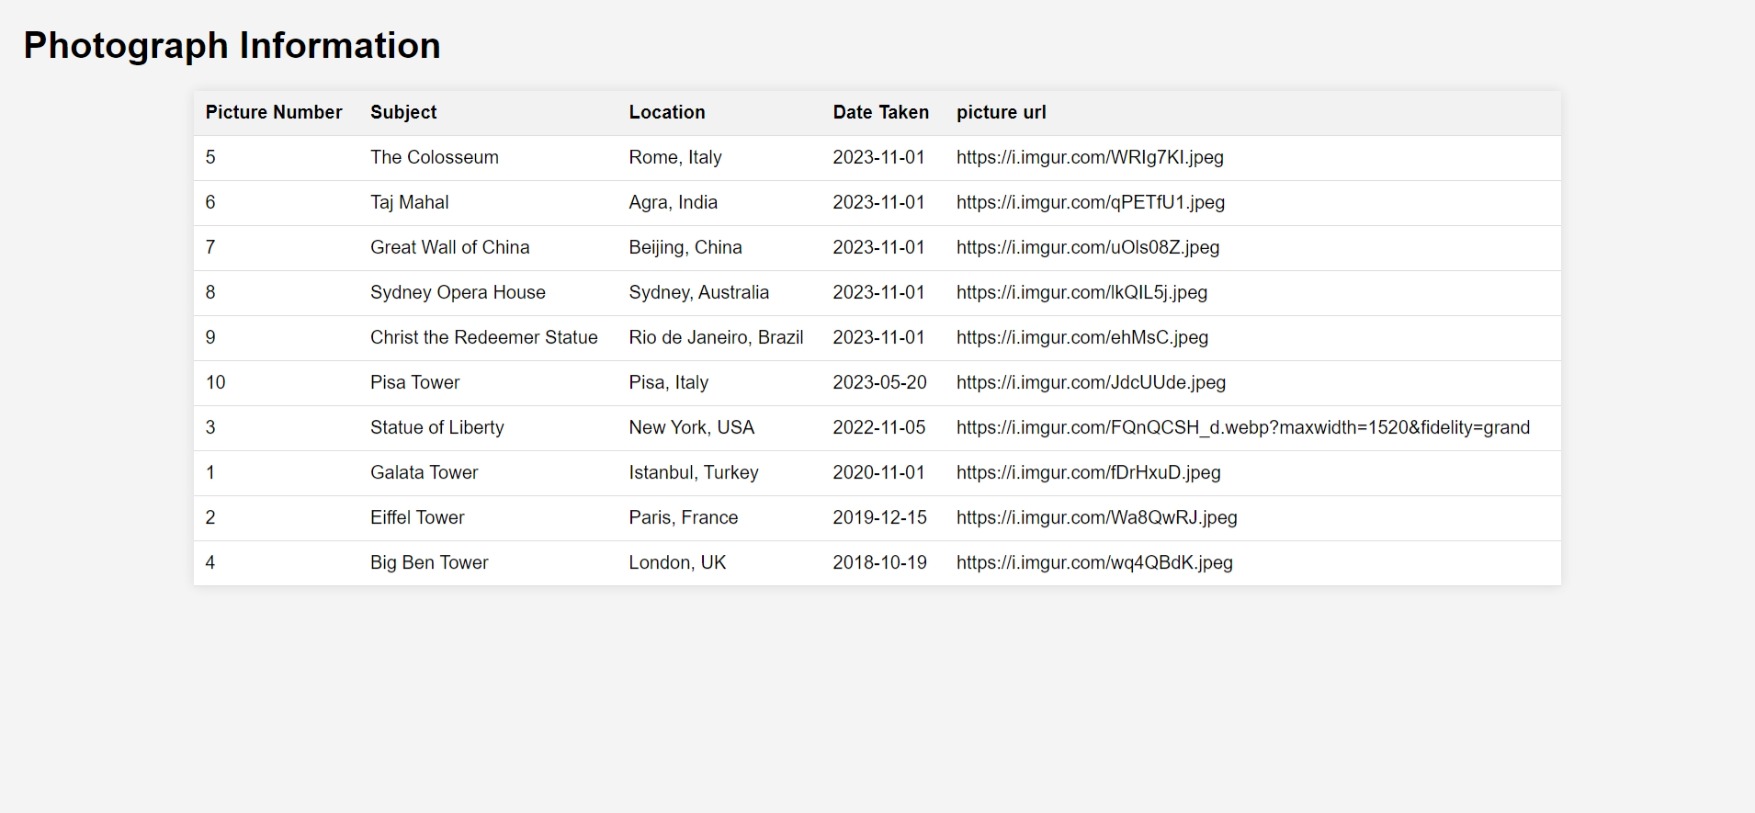 Photograph Information
Picture Number Subject Location Date Taken picture url
5 The Colosseum Rome, Italy 2023-11-01 https://i.imgur.com/WRIg7KI.jpeg
6 Taj Mahal Agra, India 2023-11-01 https://i.imgur.com/qPETfU1.jpeg
7 Great Wall of China Beijing, China 2023-11-01 https://i.imgur.com/uOls08Z.jpeg
8 Sydney Opera House Sydney, Australia 2023-11-01 https://i.imgur.com/lkQIL5j.jpeg
9 Christ the Redeemer Statue Rio de Janeiro, Brazil 2023-11-01 https://i.imgur.com/ehMsC.jpeg
10 Pisa Tower Pisa, Italy 2023-05-20 https://i.imgur.com/JdcUUde.jpeg
3 Statue of Liberty New York, USA 2022-11-05 https://i.imgur.com/FQnQCSH_d.webp?maxwidth=1520&fidelity=grand
1 Galata Tower Istanbul, Turkey 2020-11-01 https://i.imgur.com/fDrHxuD.jpeg
2 Eiffel Tower Paris, France 2019-12-15 https://i.imgur.com/Wa8QwRJ.jpeg
4 Big Ben Tower London, UK 2018-10-19 https://i.imgur.com/wq4QBdK.jpeg